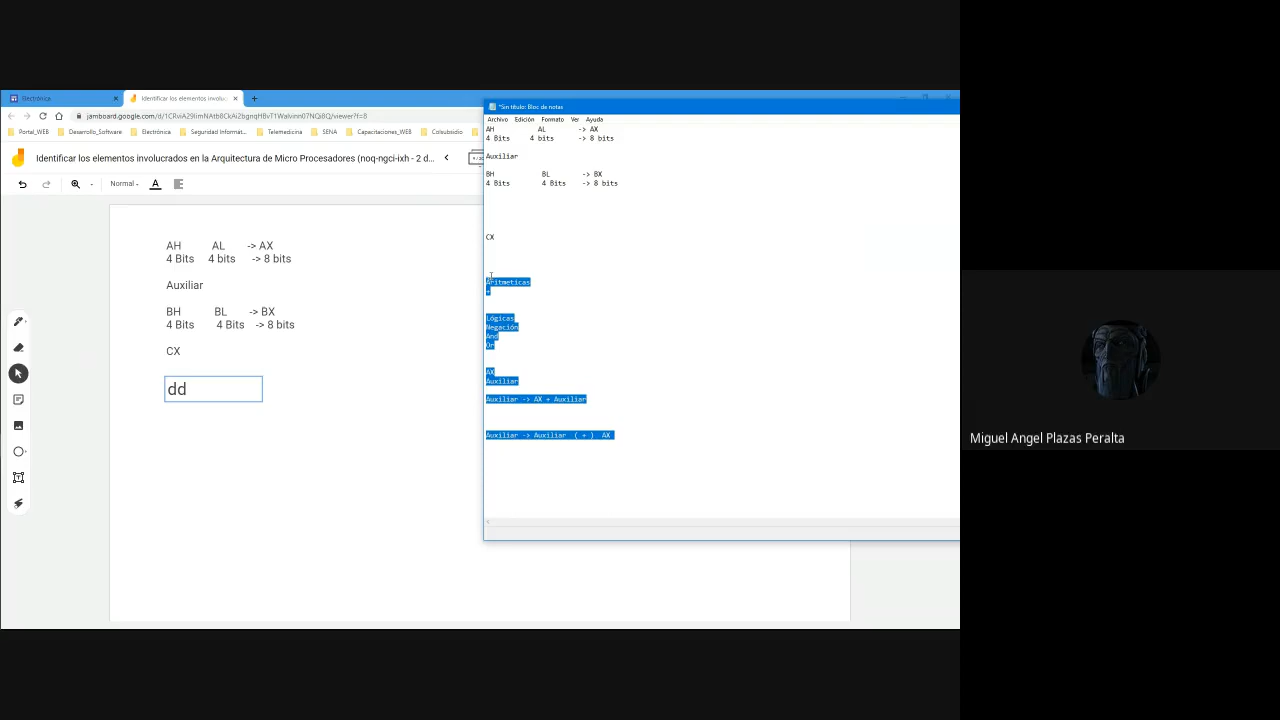 Electrónica
Identificar los elementos involu
jamboard.google.com/d/1CRviA29IimNAtb8CkAi2bgnqHBvT1Walvinn07NQi8Q/viewer?f=8
Portal_WEB
Desarrollo_Software
Electrónica
Seguridad Informát...
Telemedicina
SENA
Capacitaciones_WEB
Colsubsidio
Identificar los elementos involucrados en la Arquitectura de Micro Procesadores (noq-ngci-ixh - 2 d...
Normal
AH AL -> AX
4 Bits 4 bits -> 8 bits
Auxiliar
BH BL -> BX
4 Bits 4 Bits -> 8 bits
CX
dd
*Sin título: Bloc de notas
Archivo Edición Formato Ver Ayuda
AH AL -> AX
4 Bits 4 bits -> 8 bits
Auxiliar
BH BL -> BX
4 Bits 4 Bits -> 8 bits
CX
Aritmeticas
+
Lógicas
Negación
And
Or
AX
Auxiliar
Auxiliar -> AX + Auxiliar
Auxiliar -> Auxiliar ( + ) AX
Miguel Angel Plazas Peralta